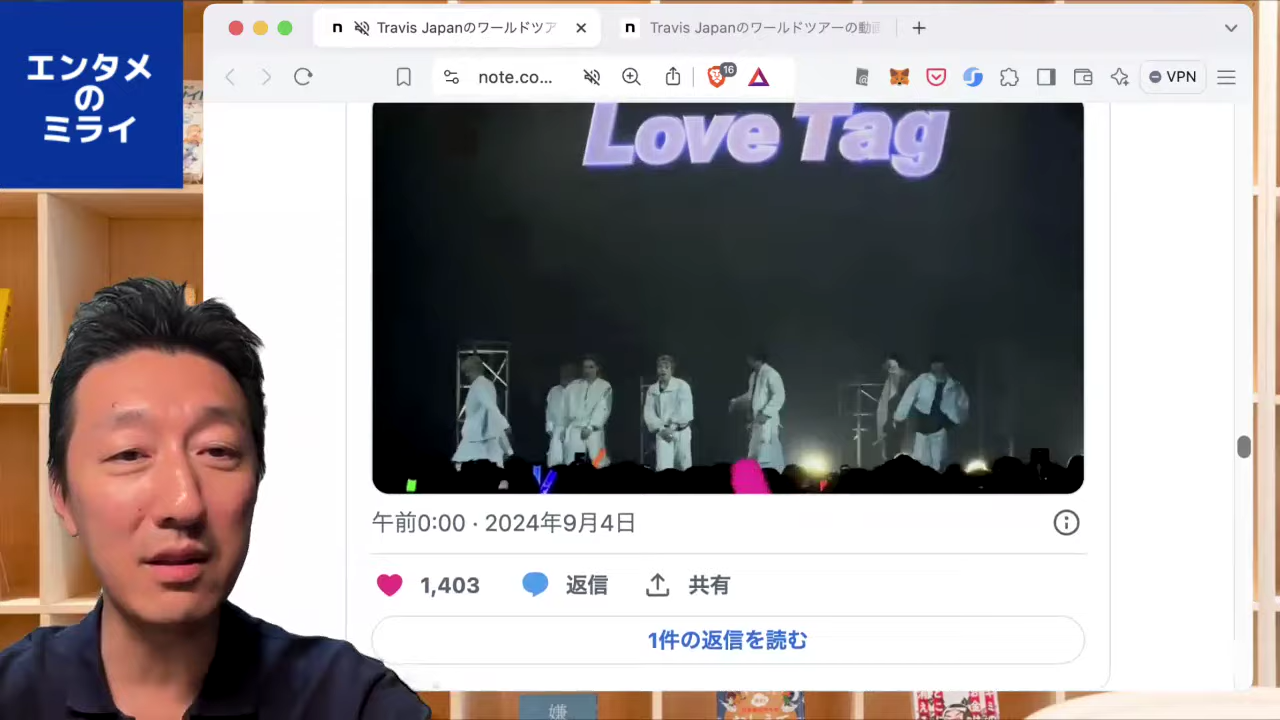 エンタメ
の
ミライ
Travis Japanのワールドツア
Travis Japanのワールドツアーの動
note.co...
16
VPN
Love Tag
午前0:00 · 2024年9月4日
1,403
返信
共有
1件の返信を読む
嫌